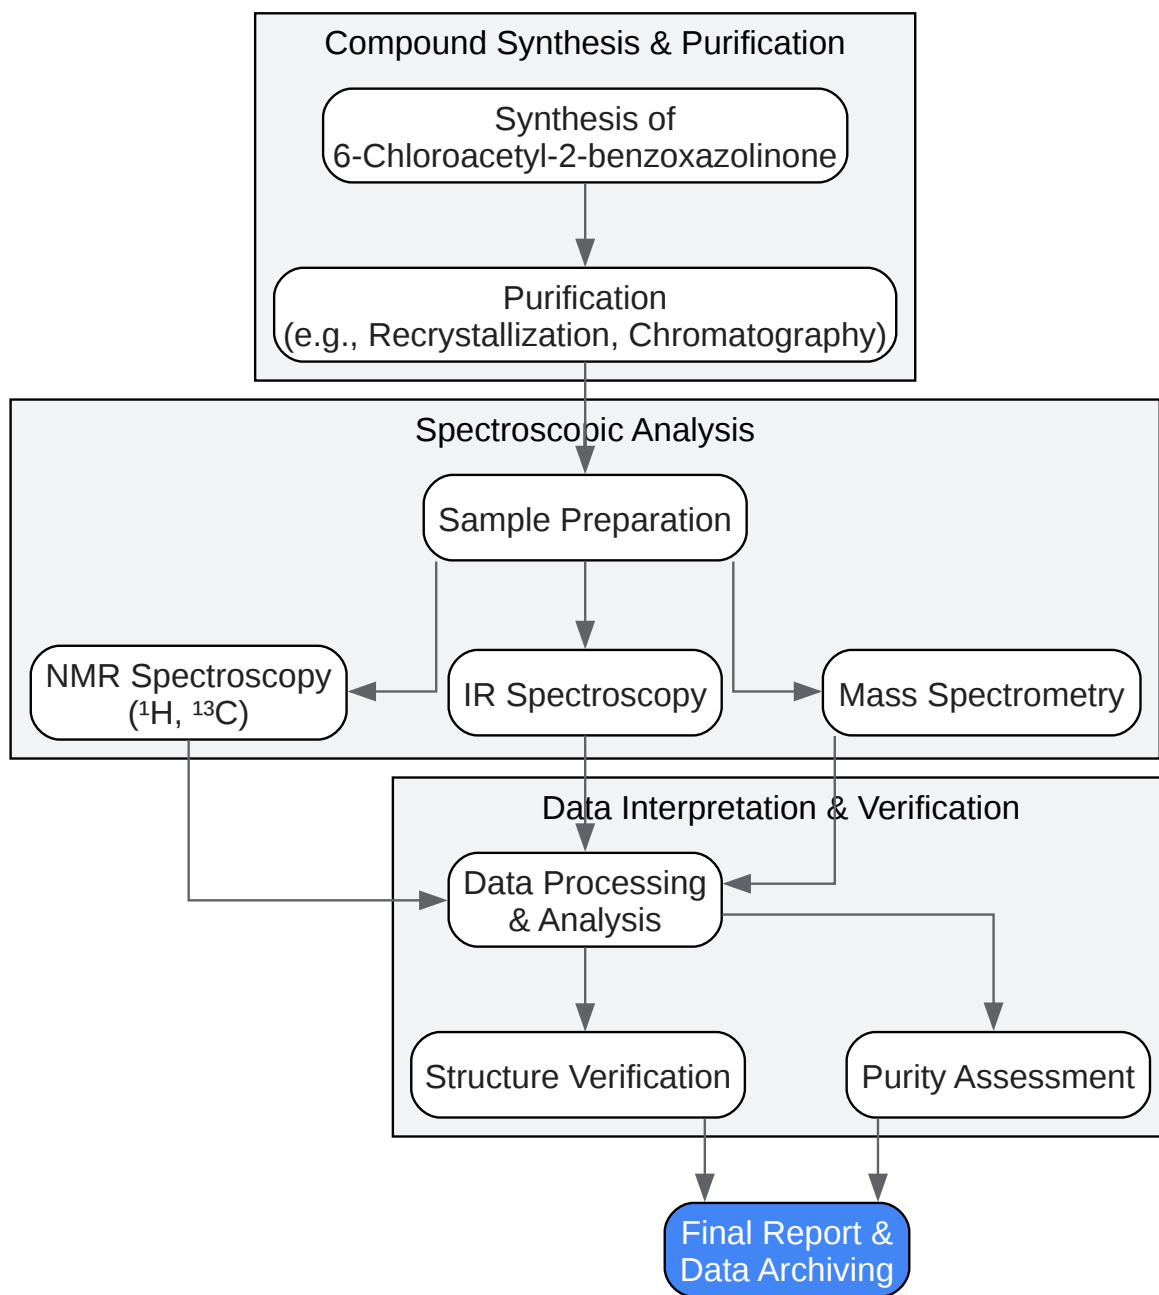 Compound Synthesis & Purification
Synthesis of
6-Chloroacetyl-2-benzoxazolinone
Purification
(e.g., Recrystallization, Chromatography)
Spectroscopic Analysis
Sample Preparation
NMR Spectroscopy
(¹H, ¹³C)
IR Spectroscopy
Mass Spectrometry
Data Interpretation & Verification
Data Processing
& Analysis
Structure Verification
Purity Assessment
Final Report &
Data Archiving